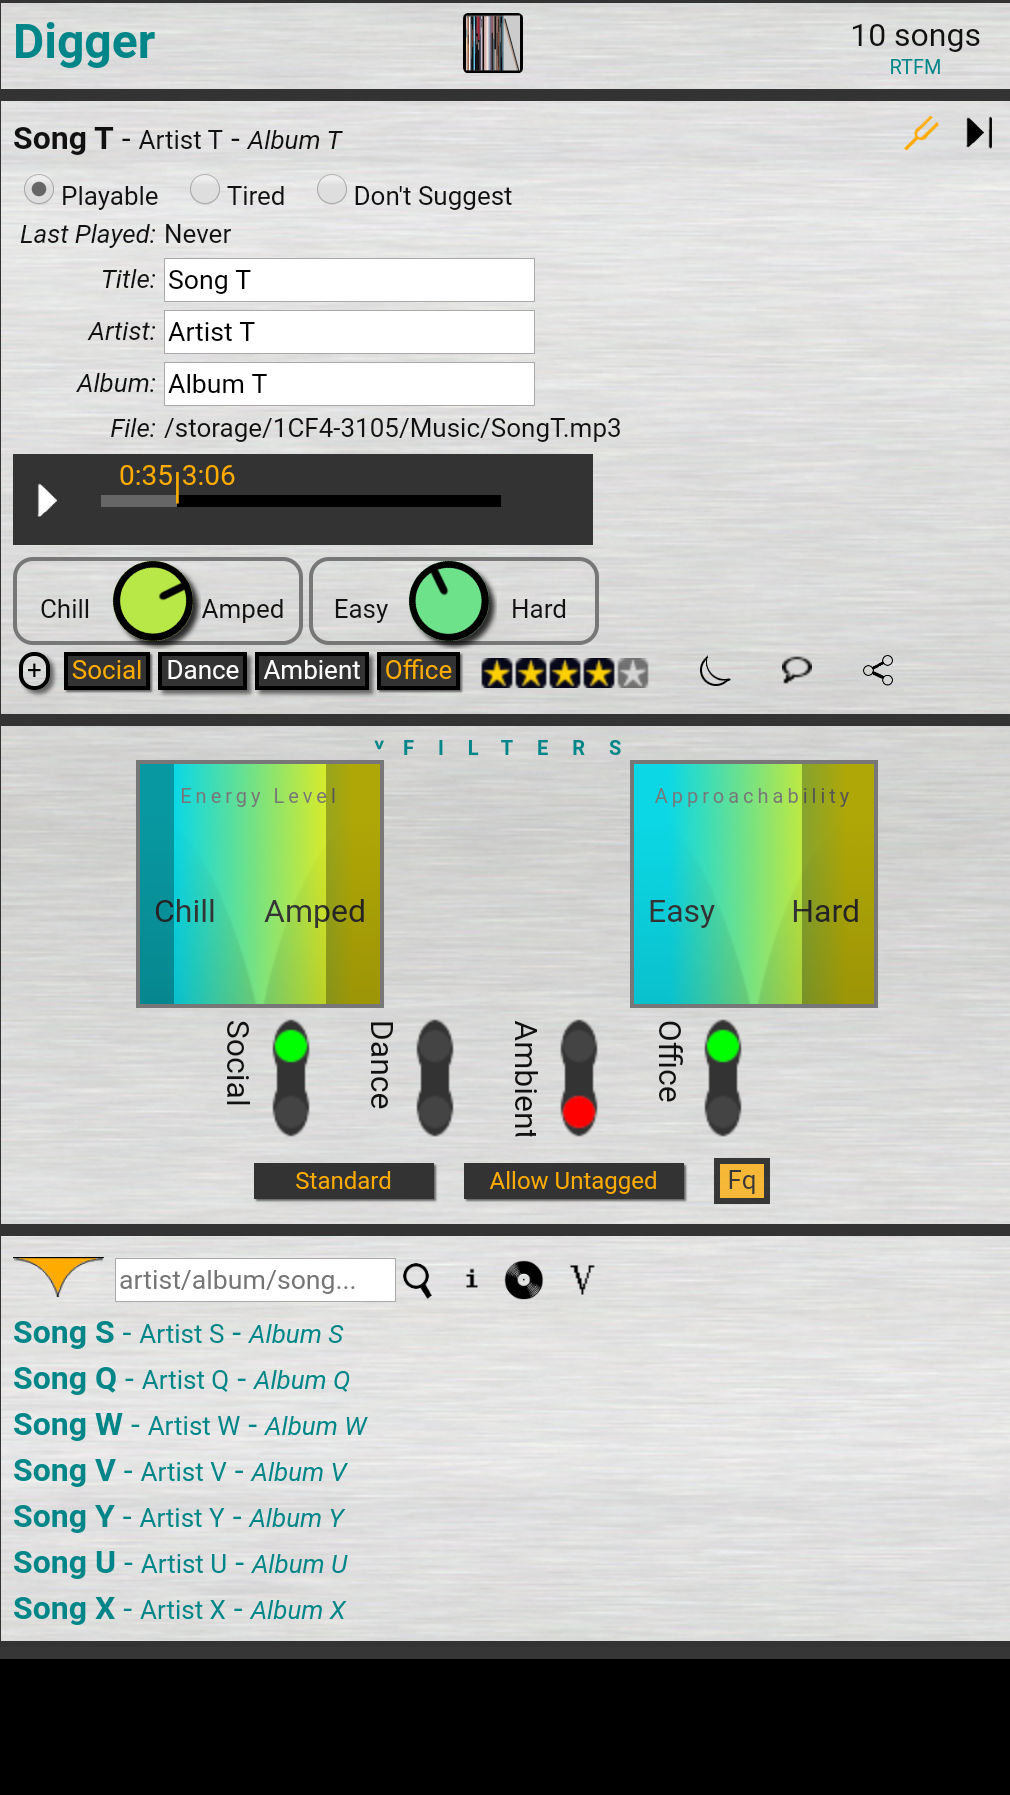 Digger
10 songs
RTFM
Song T - Artist T - Album T
Playable Tired Don't Suggest
Last Played: Never
Title: Song T
Artist: Artist T
Album: Album T
File: /storage/1CF4-3105/Music/SongT.mp3
0:35 3:06
Chill Amped Easy Hard
+ Social Dance Ambient Office
v FILTERS
Energy Level Approachability
Chill Amped Easy Hard
Social Dance Ambient Office
Standard Allow Untagged Fq
artist/album/song... i V
Song S - Artist S - Album S
Song Q - Artist Q - Album Q
Song W - Artist W - Album W
Song V - Artist V - Album V
Song Y - Artist Y - Album Y
Song U - Artist U - Album U
Song X - Artist X - Album X